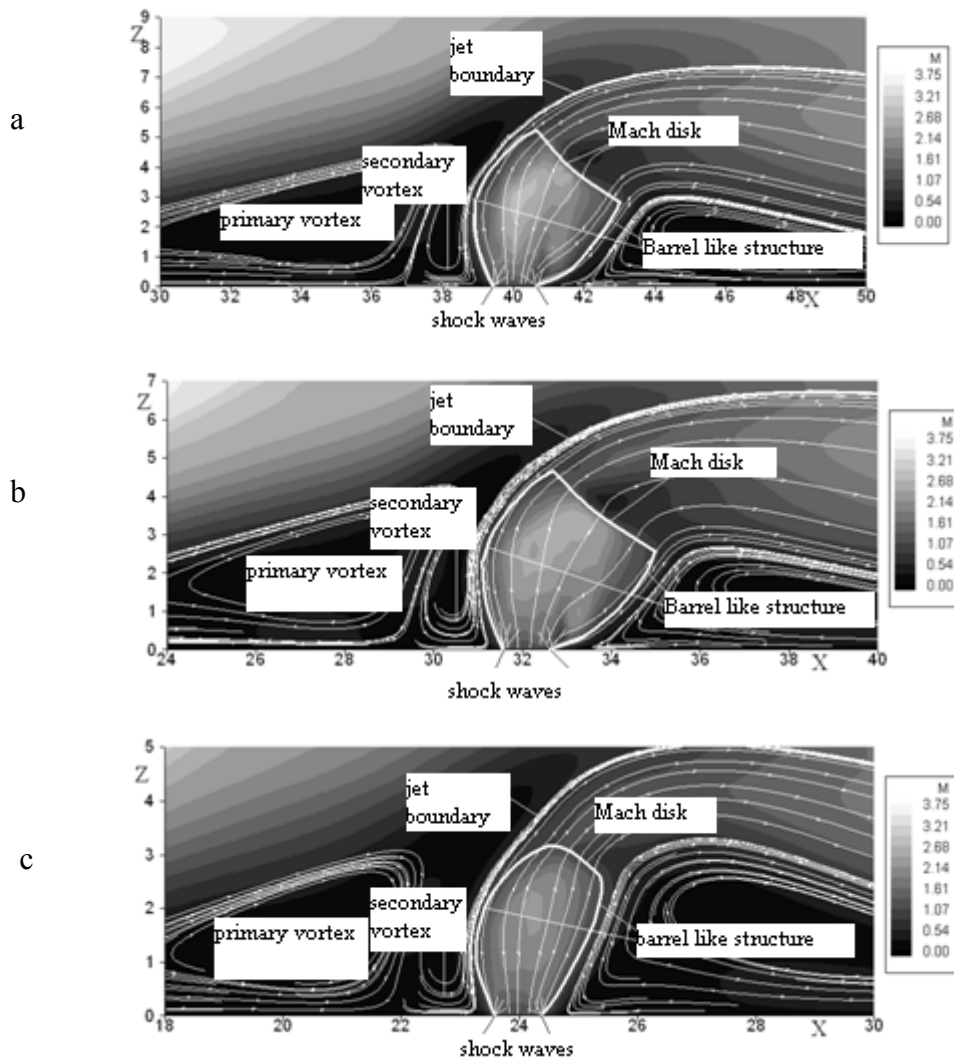 a
Z
9
8
7
6
5
4
3
2
1
0
jet
boundary
Mach disk
secondary
vortex
primary vortex
Barrel like structure
30 32 34 36 38 40 42 44 46 48 50
X
shock waves
M
3.75
3.21
2.68
2.14
1.61
1.07
0.54
0.00
b
Z
7
6
5
4
3
2
1
0
jet
boundary
Mach disk
secondary
vortex
primary vortex
Barrel like structure
24 26 28 30 32 34 36 38 40
X
shock waves
M
3.75
3.21
2.68
2.14
1.61
1.07
0.54
0.00
c
Z
5
4
3
2
1
0
jet
boundary
Mach disk
secondary
vortex
primary vortex
barrel like structure
18 20 22 24 26 28 30
X
shock waves
M
3.75
3.21
2.68
2.14
1.61
1.07
0.54
0.00